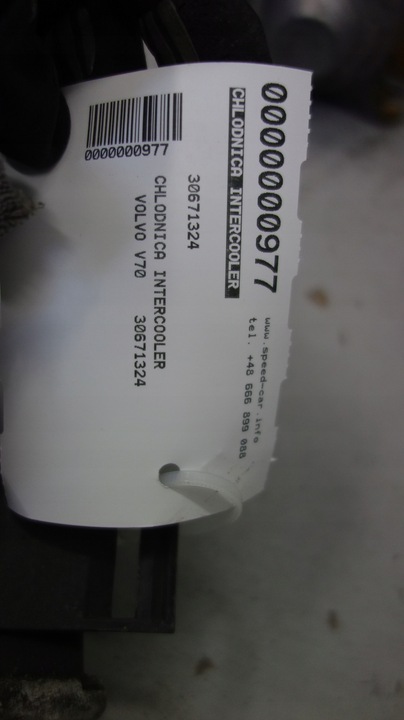 0000000977
CHLODNICA INTERCOOLER
www.speed-car.info
tel. +48 666 899 088
30671324
CHLODNICA INTERCOOLER
VOLVO V70 30671324
0000000977